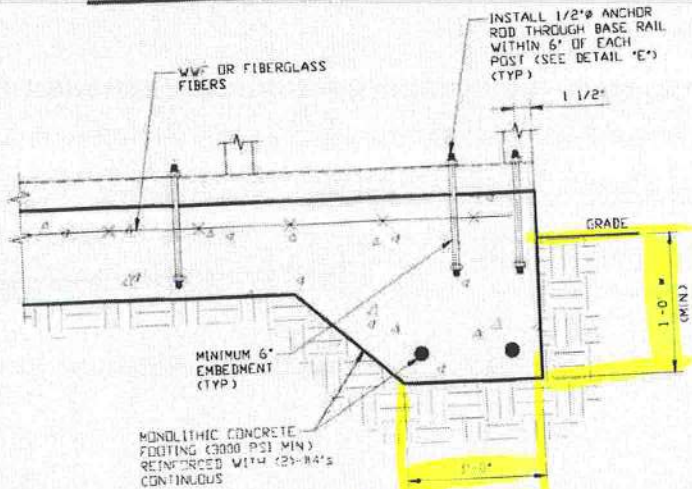 INSTALL 1/2"ø ANCHOR
ROD THROUGH BASE RAIL
WITHIN 6" OF EACH
POST (SEE DETAIL "E")
(TYP)
WWF OR FIBERGLASS
FIBERS
1 1/2"
GRADE
1'-0"
(MIN)
MINIMUM 6"
EMBEDMENT
(TYP)
MONOLITHIC CONCRETE
FOOTING (3000 PSI MIN)
REINFORCED WITH (2)-#4's
CONTINUOUS
1'-0"